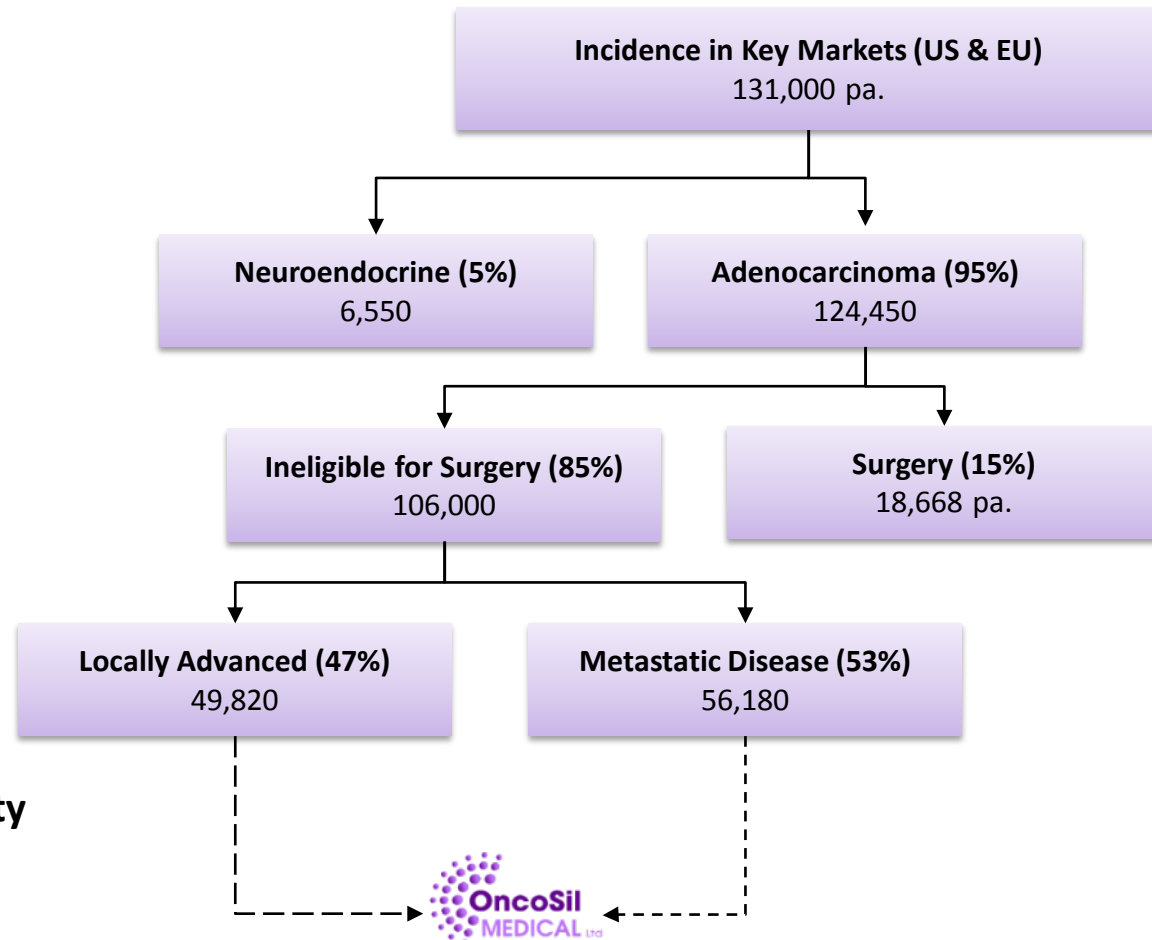 Incidence in Key Markets (US & EU)
131,000 pa.
Neuroendocrine (5%)
6,550
Adenocarcinoma (95%)
124,450
Ineligible for Surgery (85%)
106,000
Surgery (15%)
18,668 pa.
Locally Advanced (47%)
49,820
Metastatic Disease (53%)
56,180
ty
OncoSil
MEDICAL Ltd